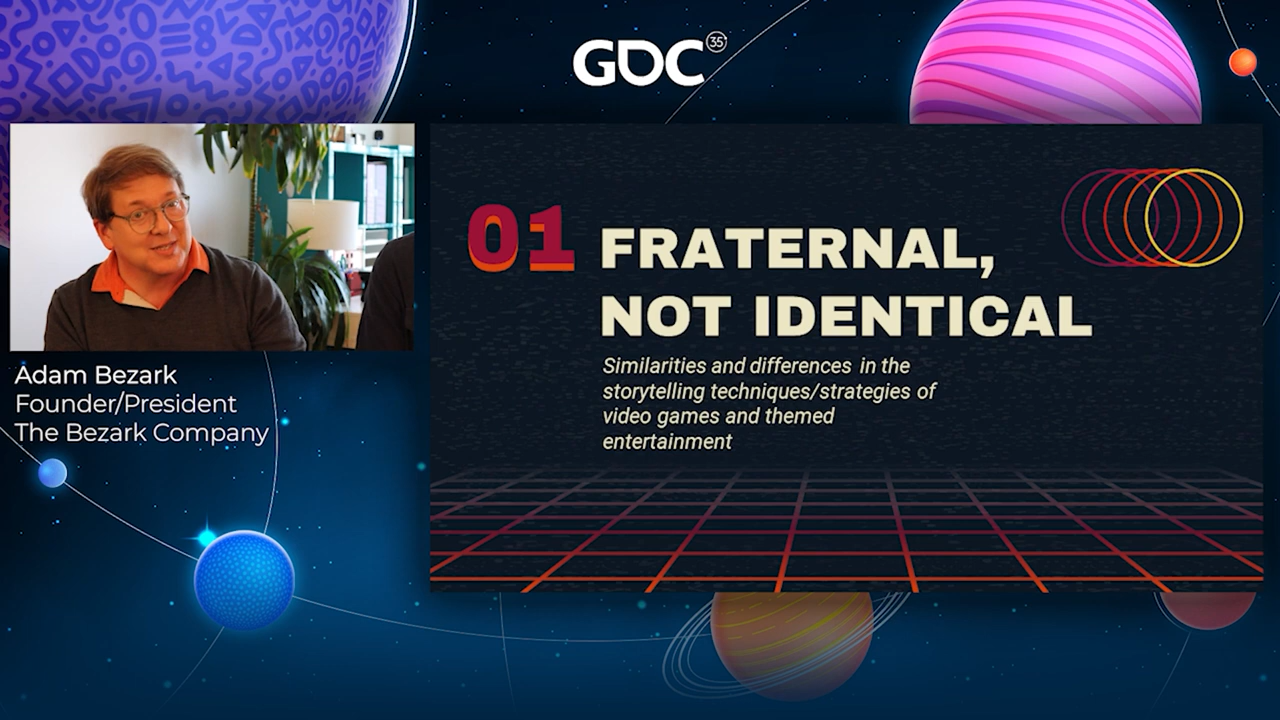 GDC 35
Adam Bezark
Founder/President
The Bezark Company
01 FRATERNAL,
NOT IDENTICAL
Similarities and differences in the
storytelling techniques/strategies of
video games and themed
entertainment